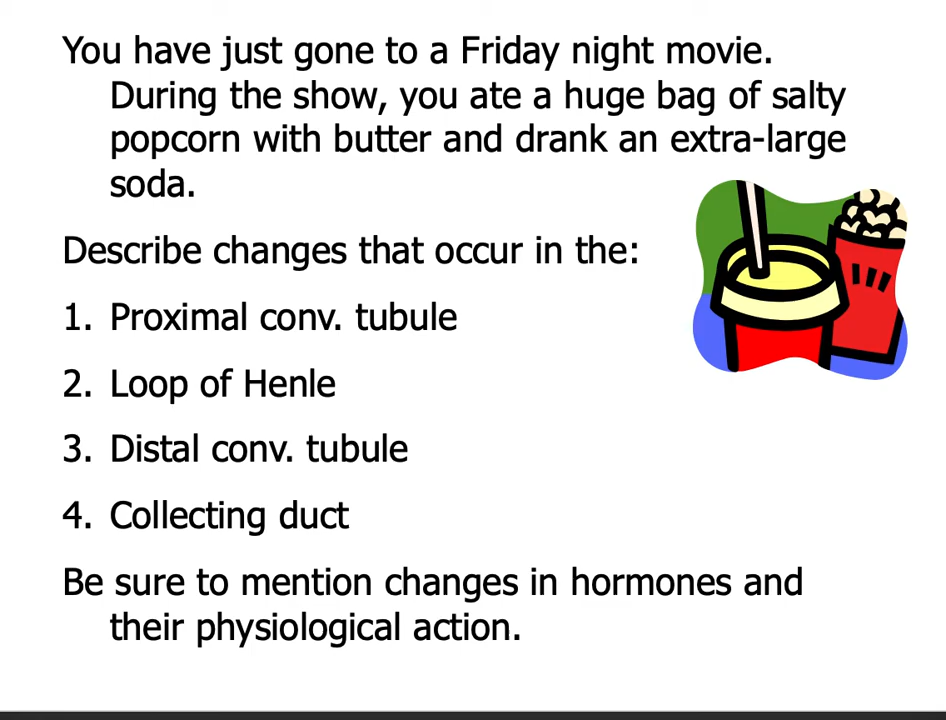 You have just gone to a Friday night movie.
During the show, you ate a huge bag of salty
popcorn with butter and drank an extra-large
soda.
Describe changes that occur in the:
1. Proximal conv. tubule
2. Loop of Henle
3. Distal conv. tubule
4. Collecting duct
Be sure to mention changes in hormones and
their physiological action.